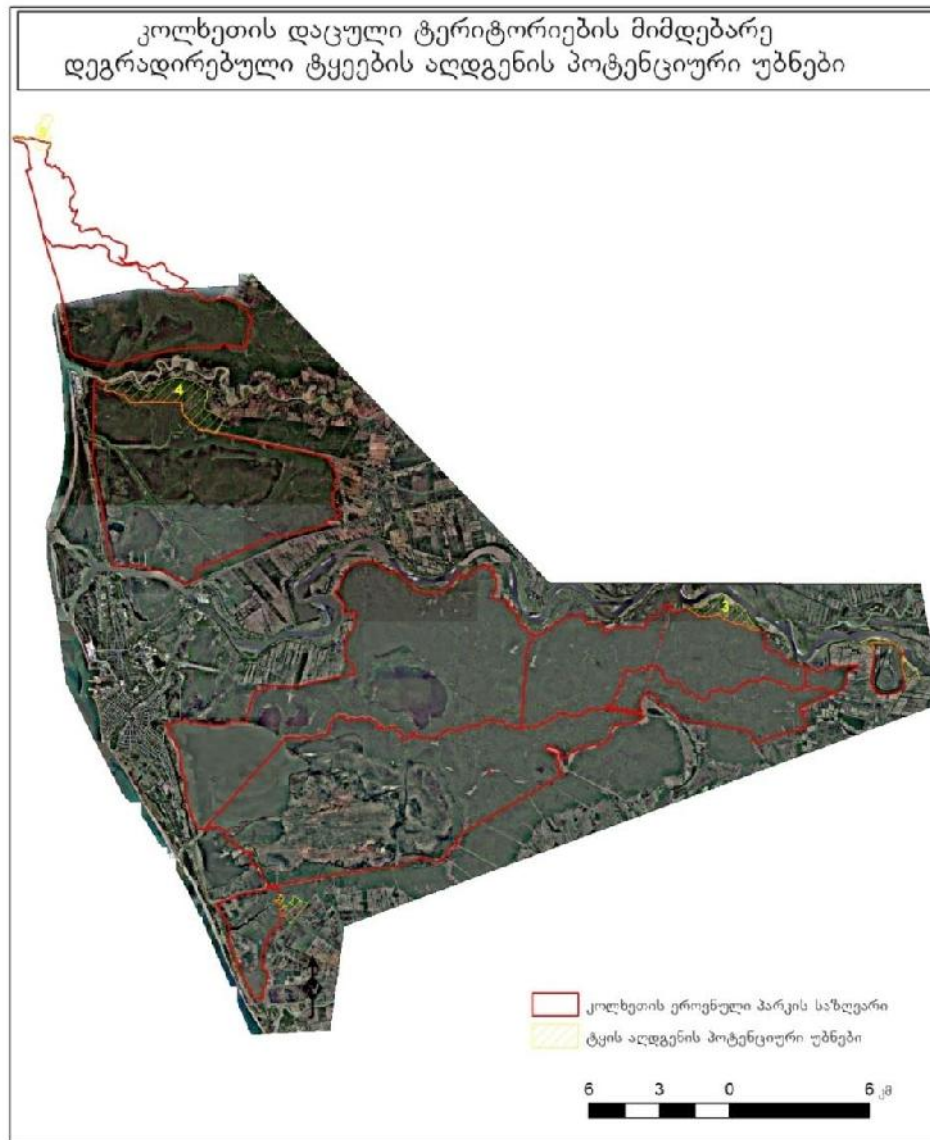 კოლხეთის დაცული ტერიტორიების მიმდებარე
დეგრადირებული ტყეების აღდგენის პოტენციური უბნები
4
3
კოლხეთის ეროვნული პარკის საზღვარი
ტყის აღდგენის პოტენციური უბნები
6 3 0 6 კმ